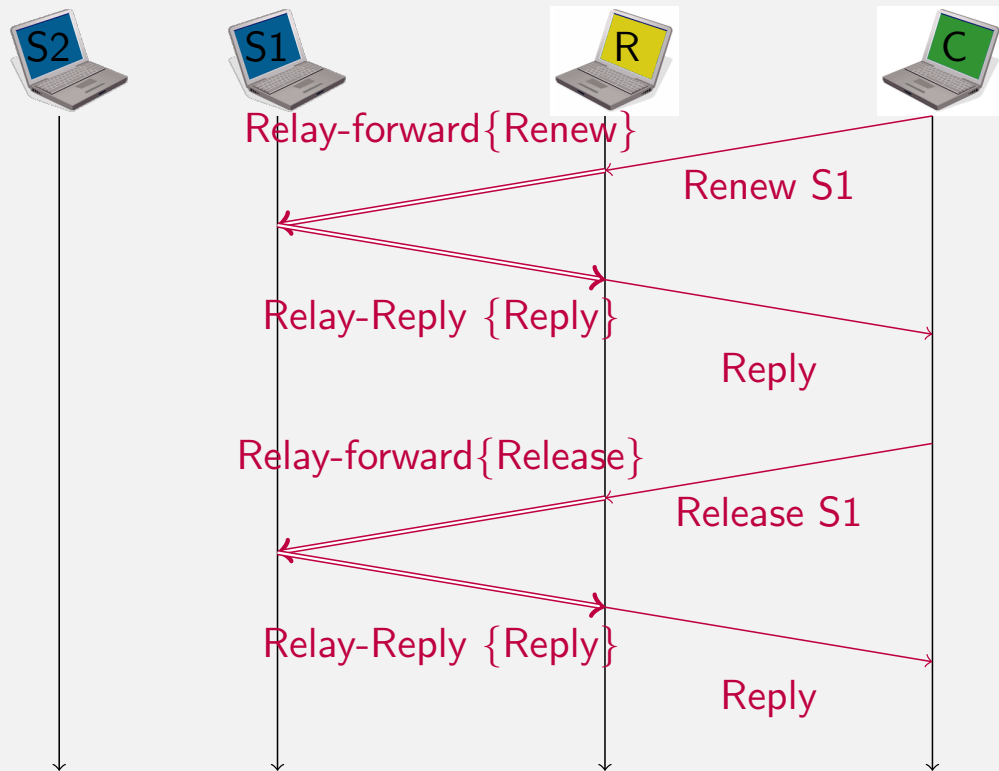 S2
S1
R
C
Relay-forward{Renew}
Renew S1
Relay-Reply {Reply}
Reply
Relay-forward{Release}
Release S1
Relay-Reply {Reply}
Reply